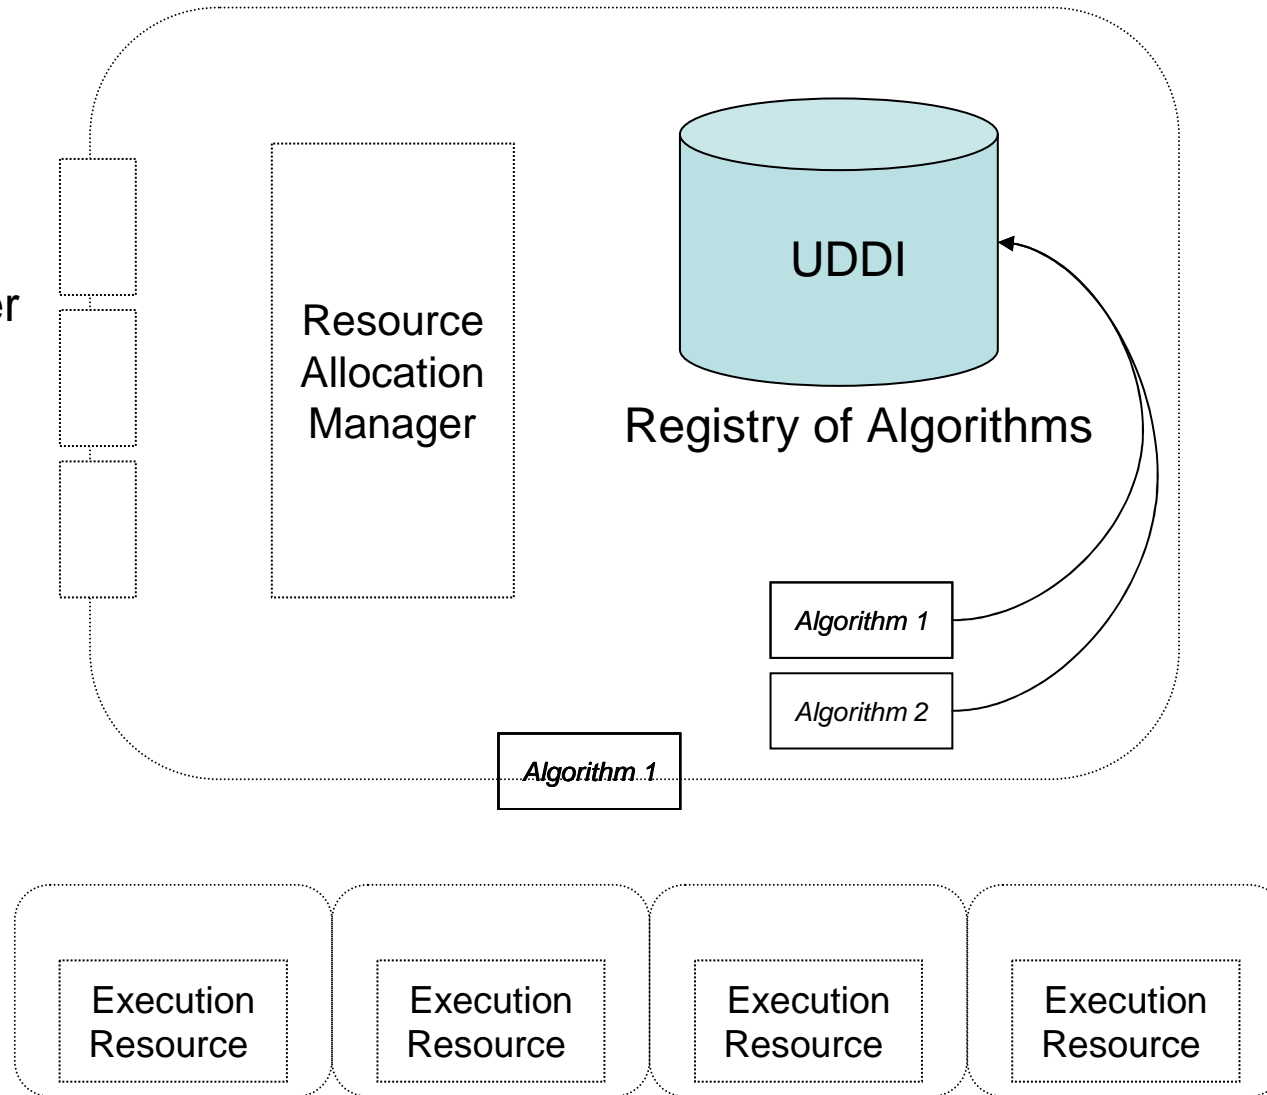 UDDI
er
Resource
Allocation
Manager
Registry of Algorithms
Algorithm 1
Algorithm 2
Algorithm 1
Execution
Resource
Execution
Resource
Execution
Resource
Execution
Resource